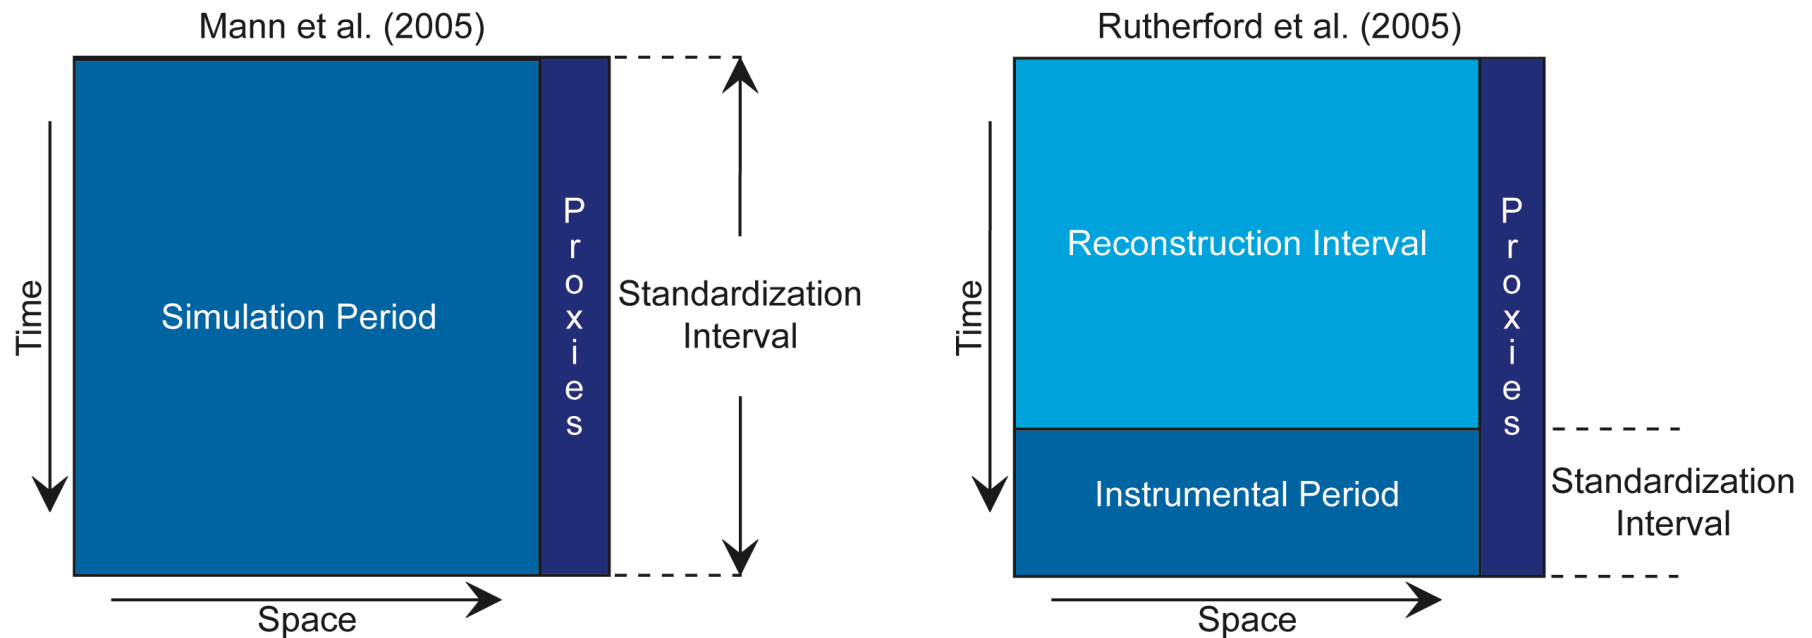 Mann et al. (2005)
Time
Simulation Period
Proxies
Standardization
Interval
Space
Rutherford et al. (2005)
Time
Reconstruction Interval
Proxies
Instrumental Period
Standardization
Interval
Space